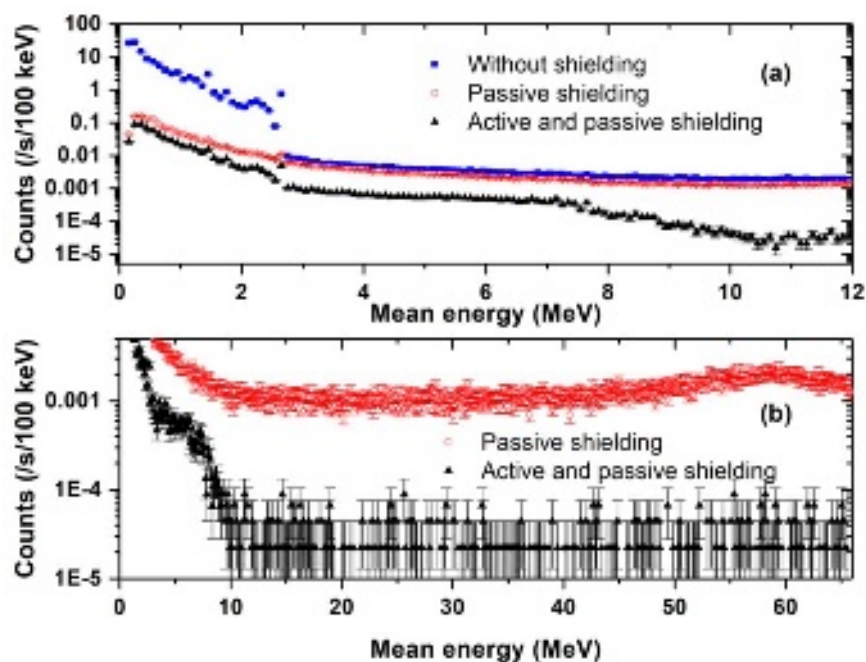 100
10
1
0.1
0.01
0.001
1E-4
1E-5
Counts (/s/100 keV)
Without shielding
Passive shielding
Active and passive shielding
(a)
0 2 4 6 8 10 12
Mean energy (MeV)
0.001
1E-4
1E-5
Counts (/s/100 keV)
(b)
Passive shielding
Active and passive shielding
0 10 20 30 40 50 60
Mean energy (MeV)